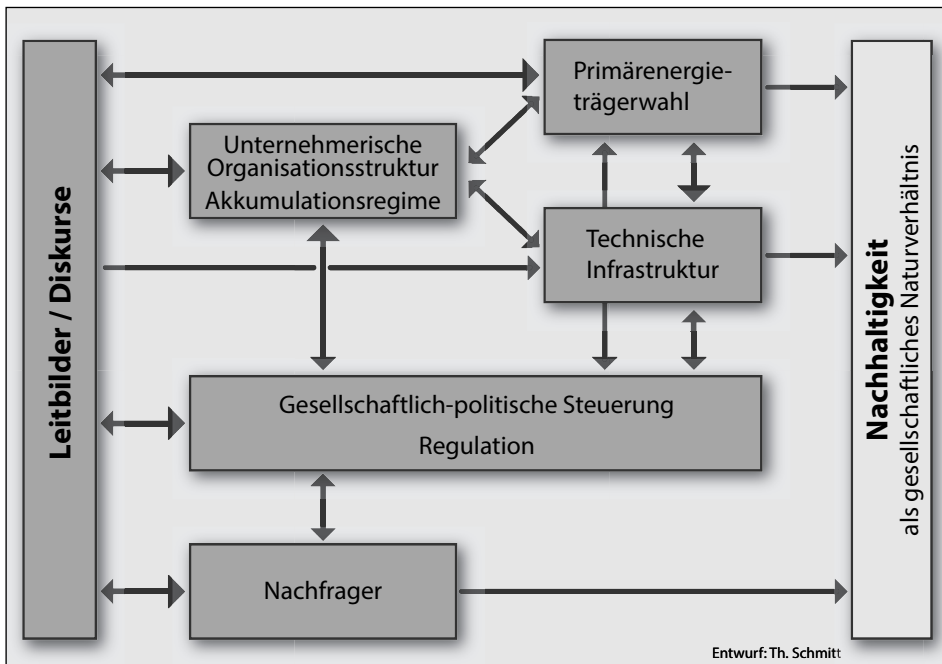 Leitbilder / Diskurse
Primärenergie-
trägerwahl
Unternehmerische
Organisationsstruktur
Akkumulationsregime
Technische
Infrastruktur
Gesellschaftlich-politische Steuerung
Regulation
Nachfrager
Nachhaltigkeit
als gesellschaftliches Naturverhältnis
Entwurf: Th. Schmitt